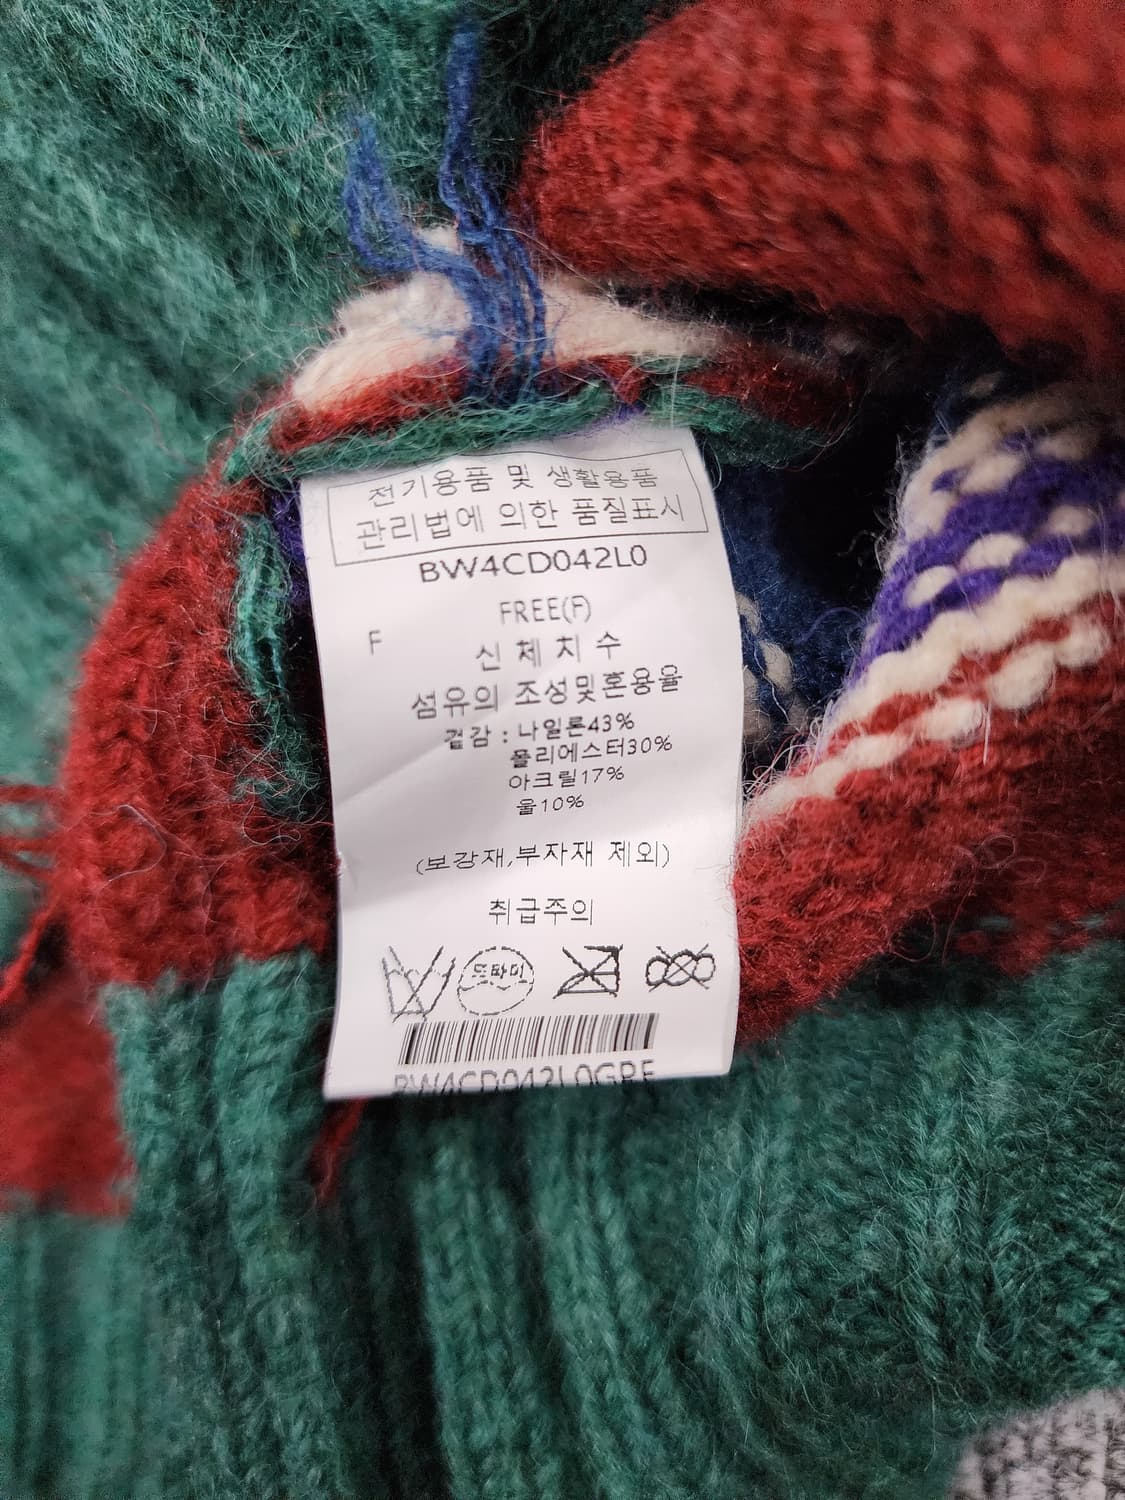 전기용품 및 생활용품
관리법에 의한 품질표시
BW4CD042L0
FREE(F)
F
신 체 치 수
섬유의 조성및혼용율
겉감 : 나일론43%
폴리에스터30%
아크릴17%
울10%
(보강재,부자재 제외)
취급주의
드라이
BW4CD042L0GRE